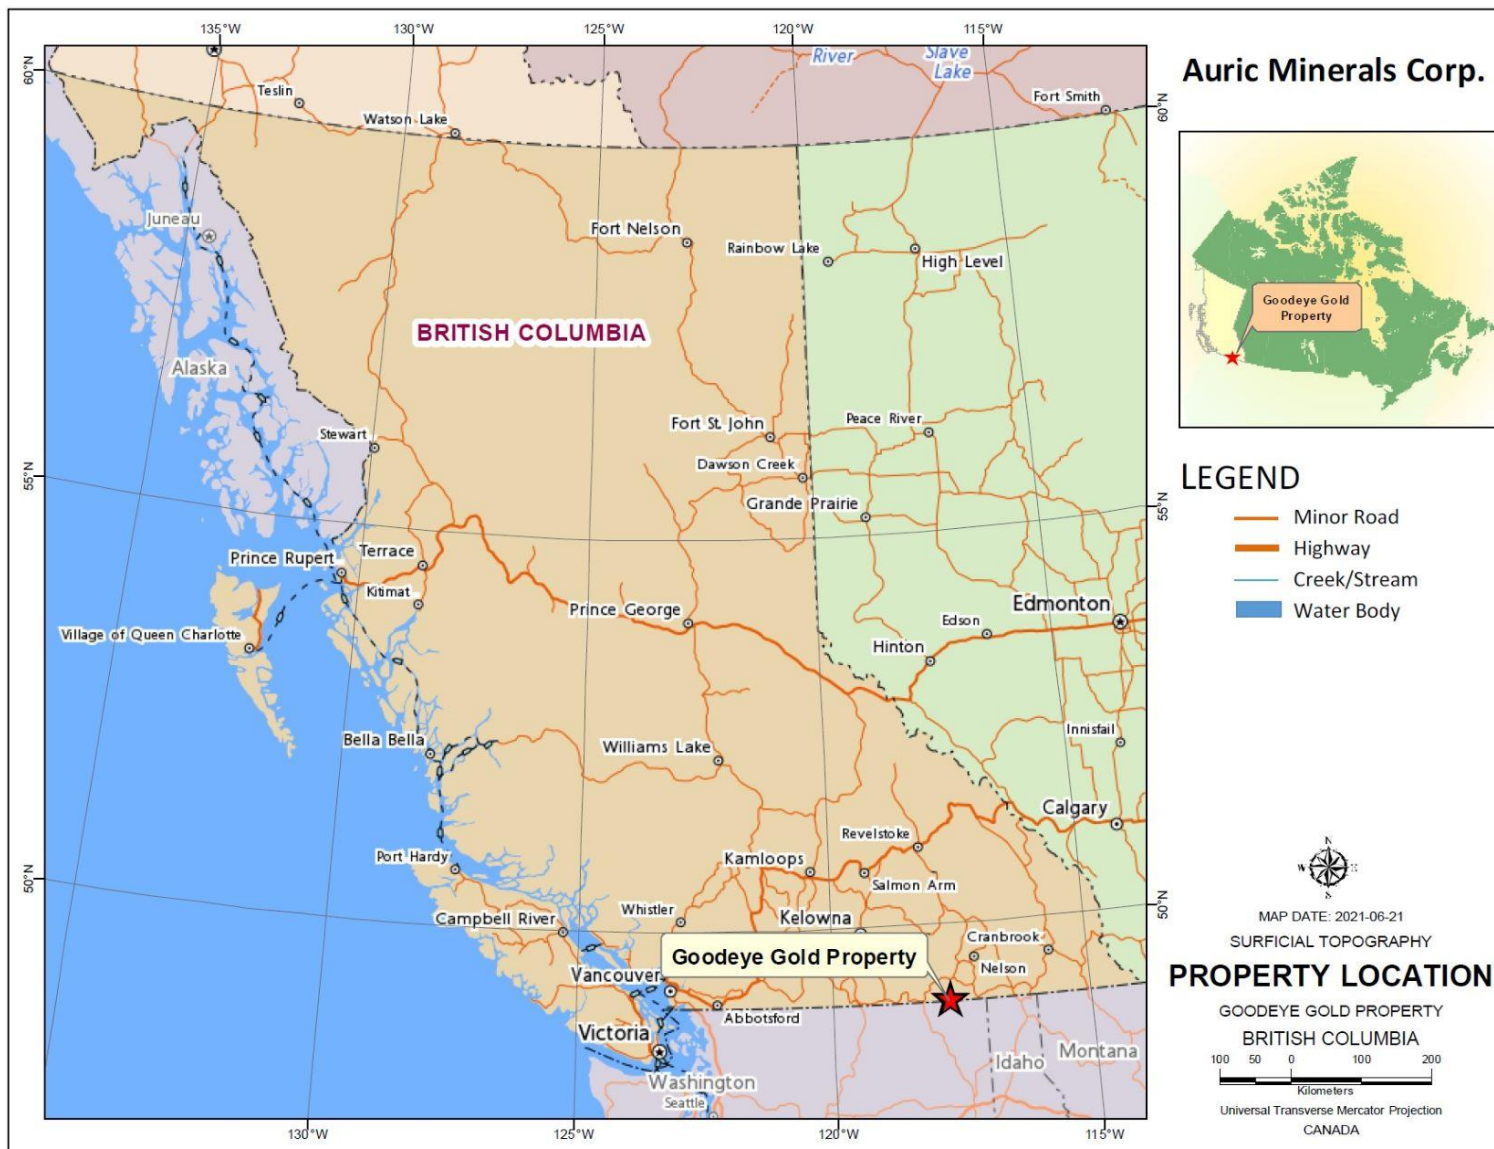 135°W
130°W
125°W
120°W
115°W
60°N
River
Slave
Lake
Teslin
Fort Smith
60°N
Watson Lake
Juneau
Fort Nelson
Rainbow Lake
High Level
BRITISH COLUMBIA
Alaska
Stewart
Fort St. John
Peace River
Dawson Creek
55°N
Grande Prairie
55°N
Prince Rupert
Terrace
Kitimat
Prince George
Edmonton
Edson
Village of Queen Charlotte
Hinton
Innisfail
Bella Bella
Williams Lake
Calgary
Revelstoke
Port Hardy
Kamloops
50°N
Salmon Arm
Whistler
50°N
Campbell River
Kelowna
Cranbrook
Goodeye Gold Property
Nelson
Vancouver
Abbotsford
Victoria
Idaho
Montana
Washington
Seattle
130°W
125°W
120°W
115°W
Auric Minerals Corp.
Goodeye Gold
Property
LEGEND
Minor Road
Highway
Creek/Stream
Water Body
N
W
E
S
MAP DATE: 2021-06-21
SURFICIAL TOPOGRAPHY
PROPERTY LOCATION
GOODEYE GOLD PROPERTY
BRITISH COLUMBIA
100 50 0 100 200
Kilometers
Universal Transverse Mercator Projection
CANADA